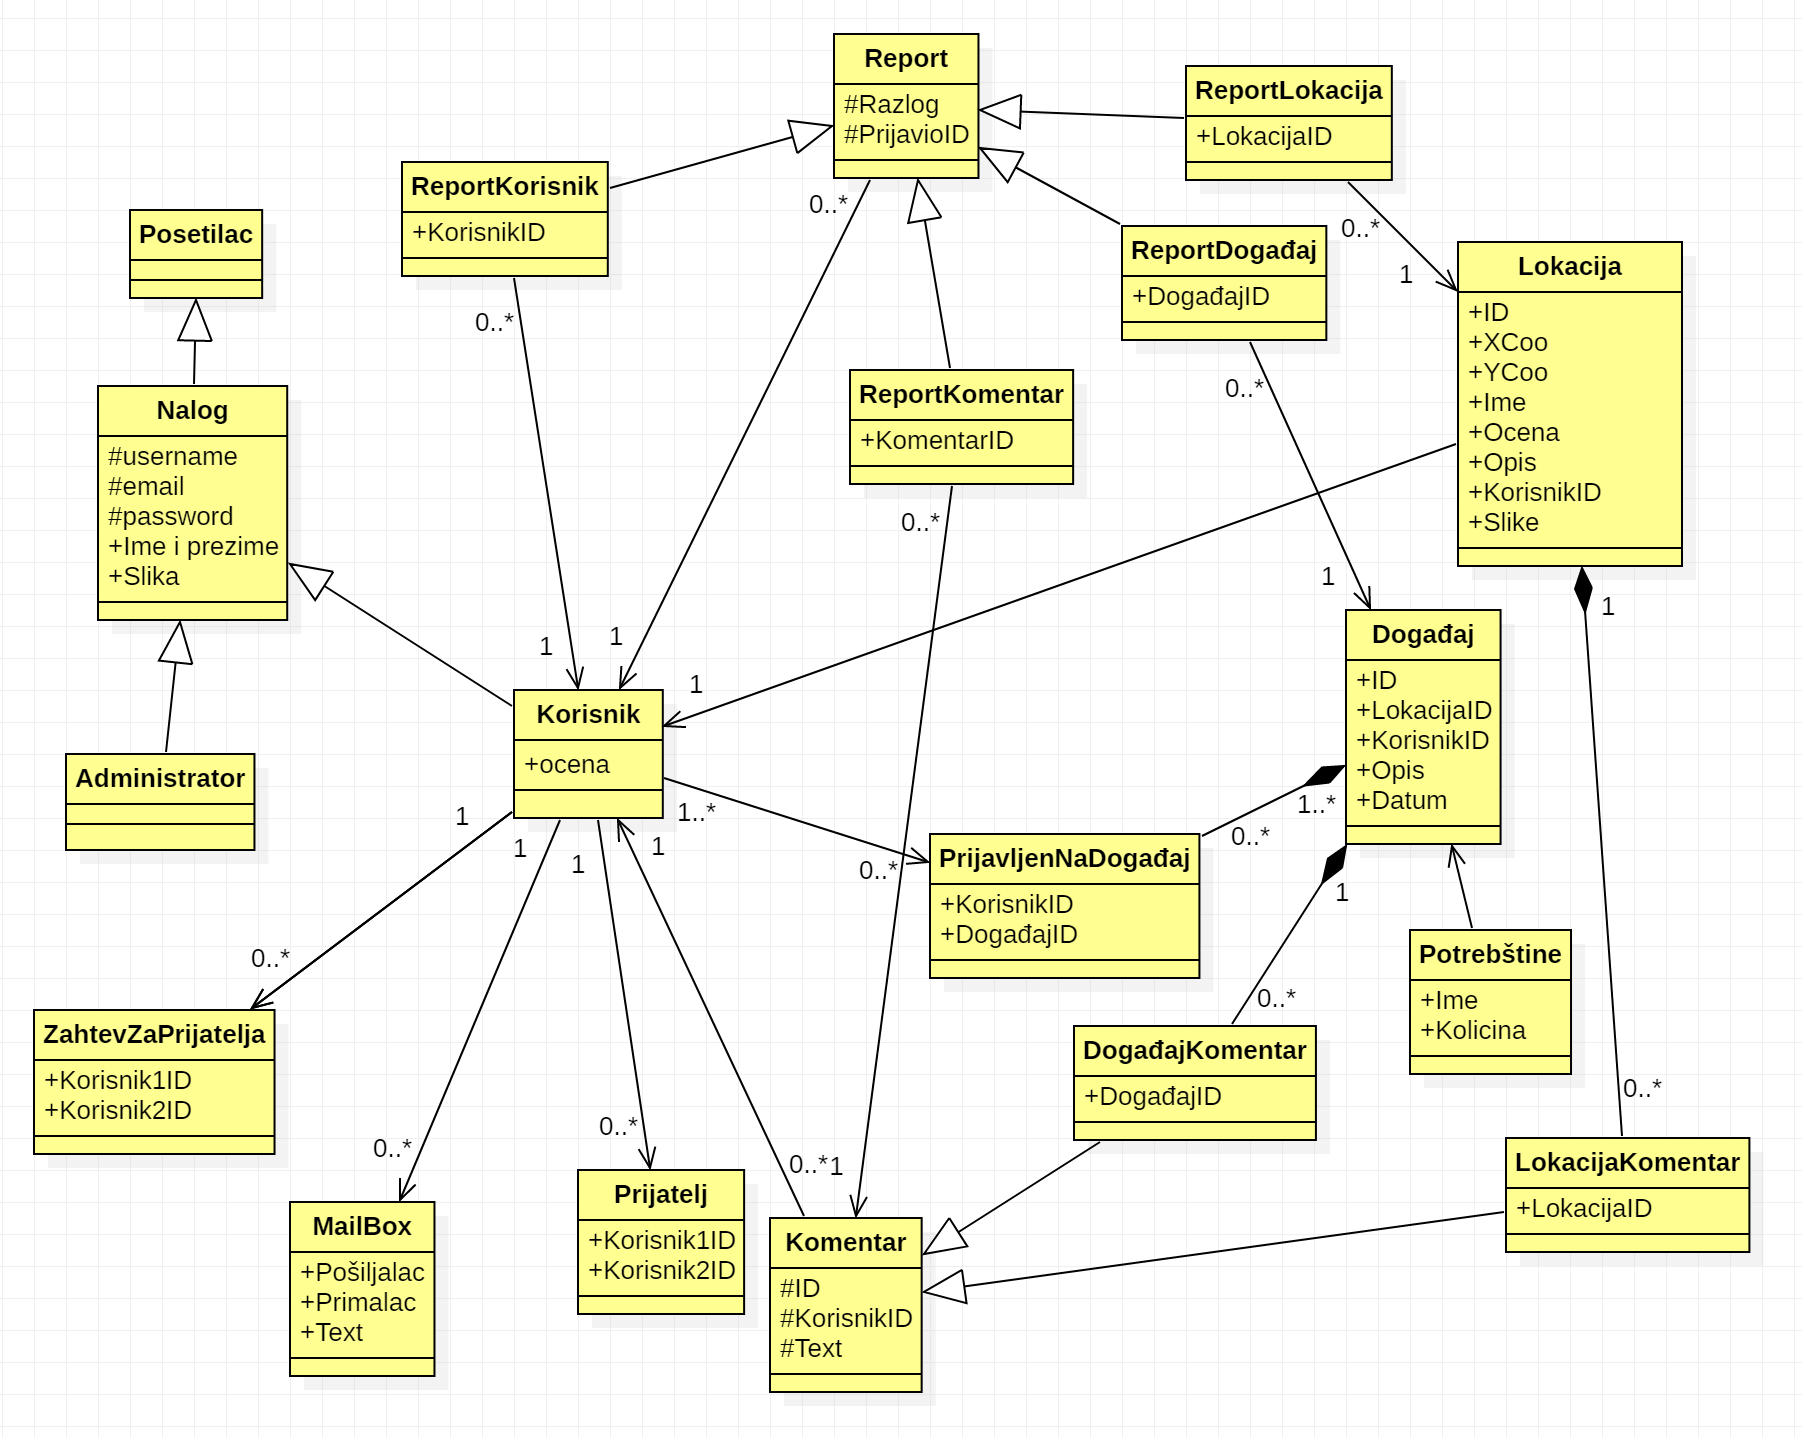 Report
#Razlog
#PrijavioID
ReportLokacija
+LokacijaID
ReportKorisnik
+KorisnikID
Posetilac
ReportDogađaj
+DogađajID
Lokacija
+ID
+XCoo
+YCoo
+Ime
+Ocena
+Opis
+KorisnikID
+Slike
0..*
0..*
1
0..*
Nalog
#username
#email
#password
+Ime i prezime
+Slika
ReportKomentar
+KomentarID
0..*
0..*
1
1
1
1
1
Korisnik
+ocena
Događaj
+ID
+LokacijaID
+KorisnikID
+Opis
+Datum
Administrator
1
1
1
1
1..*
0..*
1..*
0..*
1
PrijavljenNaDogađaj
+KorisnikID
+DogađajID
Potrebštine
+Ime
+Kolicina
0..*
0..*
ZahtevZaPrijatelja
+Korisnik1ID
+Korisnik2ID
DogađajKomentar
+DogađajID
0..*
0..*
0..*
0..*
1
LokacijaKomentar
+LokacijaID
MailBox
+Pošiljalac
+Primalac
+Text
Prijatelj
+Korisnik1ID
+Korisnik2ID
Komentar
#ID
#KorisnikID
#Text